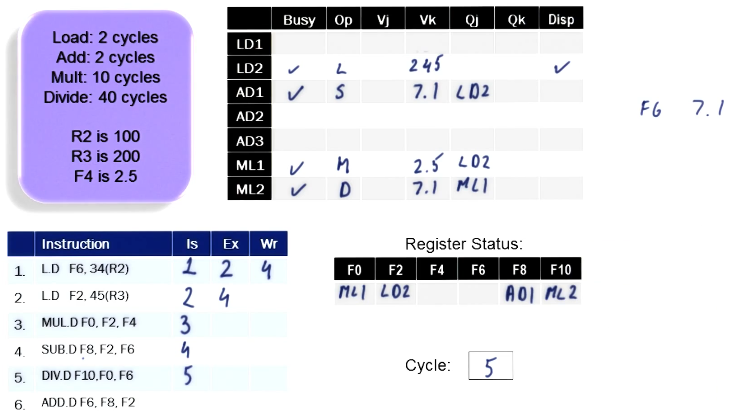 Load: 2 cycles
Add: 2 cycles
Mult: 10 cycles
Divide: 40 cycles
R2 is 100
R3 is 200
F4 is 2.5
Busy Op Vj Vk Qj Qk Disp
LD1
LD2 ✓ L 245 ✓
AD1 ✓ S 7.1 LD2
AD2
AD3
ML1 ✓ M 2.5 LD2
ML2 ✓ D 7.1 ML1
F6 7.1
Instruction Is Ex Wr
1. L.D F6, 34(R2) 1 2 4
2. L.D F2, 45(R3) 2 4
3. MUL.D F0, F2, F4 3
4. SUB.D F8, F2, F6 4
5. DIV.D F10,F0, F6 5
6. ADD.D F6, F8, F2
Register Status:
F0 F2 F4 F6 F8 F10
ML1 LD2 AD1 ML2
Cycle: 5